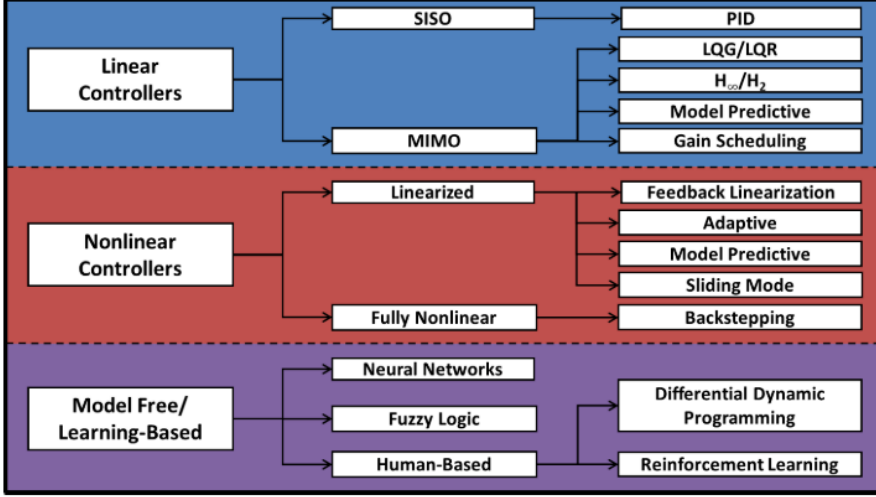 SISO
PID
Linear
Controllers
LQG/LQR
H∞/H₂
Model Predictive
MIMO
Gain Scheduling
Linearized
Feedback Linearization
Adaptive
Nonlinear
Controllers
Model Predictive
Sliding Mode
Fully Nonlinear
Backstepping
Neural Networks
Model Free/
Learning-Based
Fuzzy Logic
Differential Dynamic
Programming
Human-Based
Reinforcement Learning